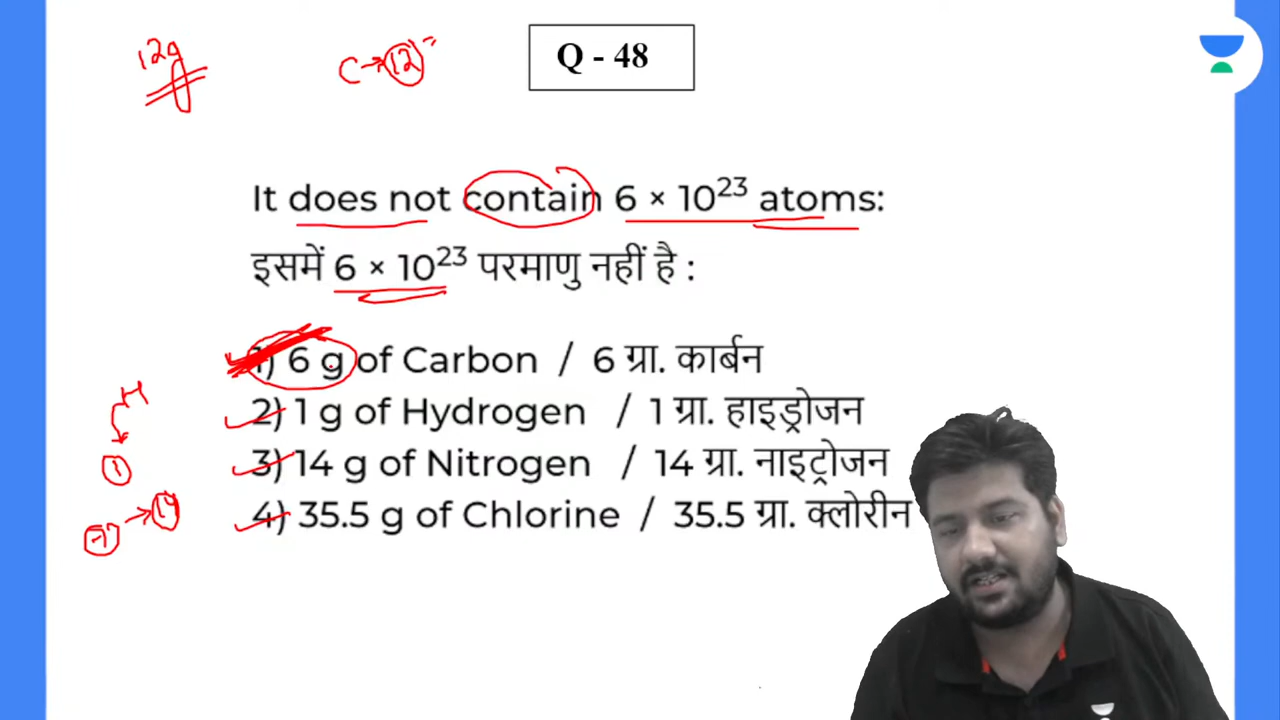 12g
C → 12
Q - 48
It does not contain 6 × 10²³ atoms:
इसमें 6 × 10²³ परमाणु नहीं है :
1) 6 g of Carbon / 6 ग्रा. कार्बन
2) 1 g of Hydrogen / 1 ग्रा. हाइड्रोजन
3) 14 g of Nitrogen / 14 ग्रा. नाइट्रोजन
4) 35.5 g of Chlorine / 35.5 ग्रा. क्लोरीन
H
1
→ 14